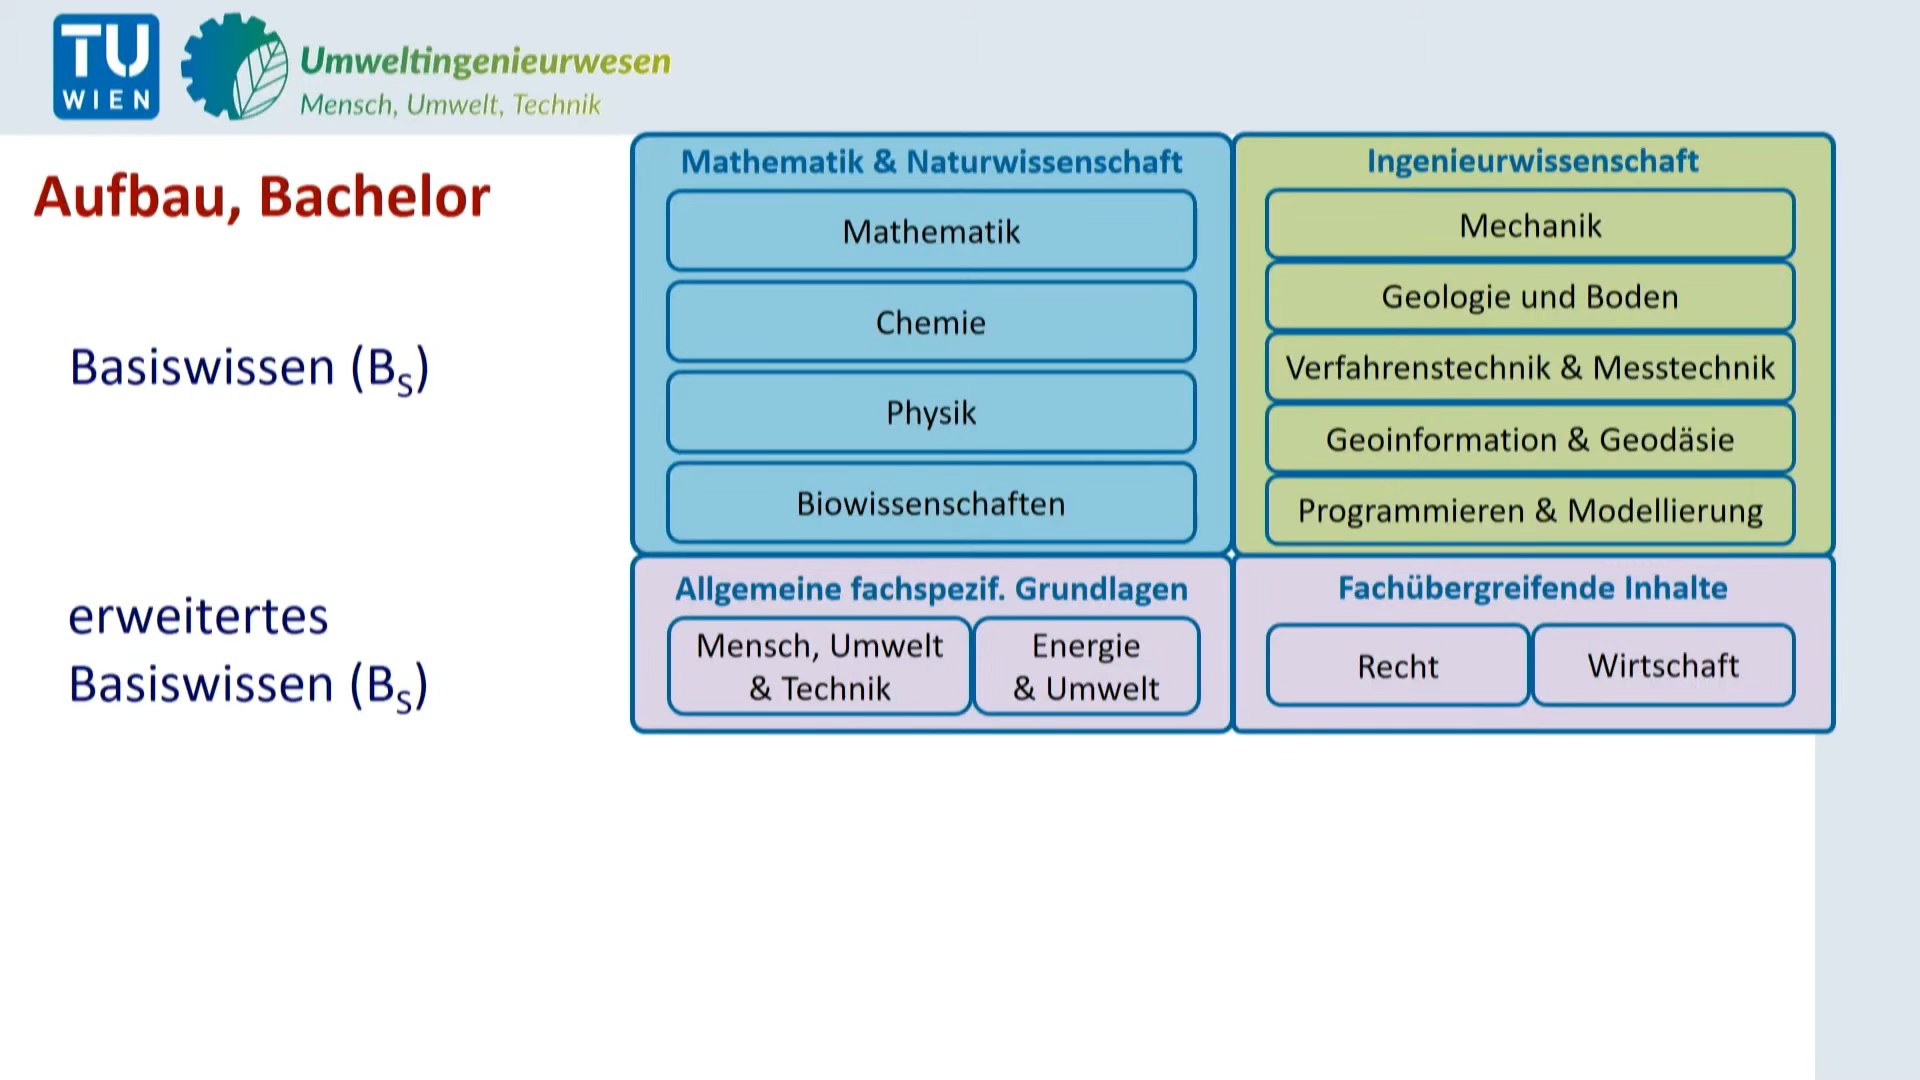 TU
WIEN
Umweltingenieurwesen
Mensch, Umwelt, Technik
Aufbau, Bachelor
Basiswissen (BS)
Mathematik & Naturwissenschaft
Mathematik
Chemie
Physik
Biowissenschaften
Ingenieurwissenschaft
Mechanik
Geologie und Boden
Verfahrenstechnik & Messtechnik
Geoinformation & Geodäsie
Programmieren & Modellierung
erweitertes
Basiswissen (BS)
Allgemeine fachspezif. Grundlagen
Mensch, Umwelt
& Technik
Energie
& Umwelt
Fachübergreifende Inhalte
Recht
Wirtschaft